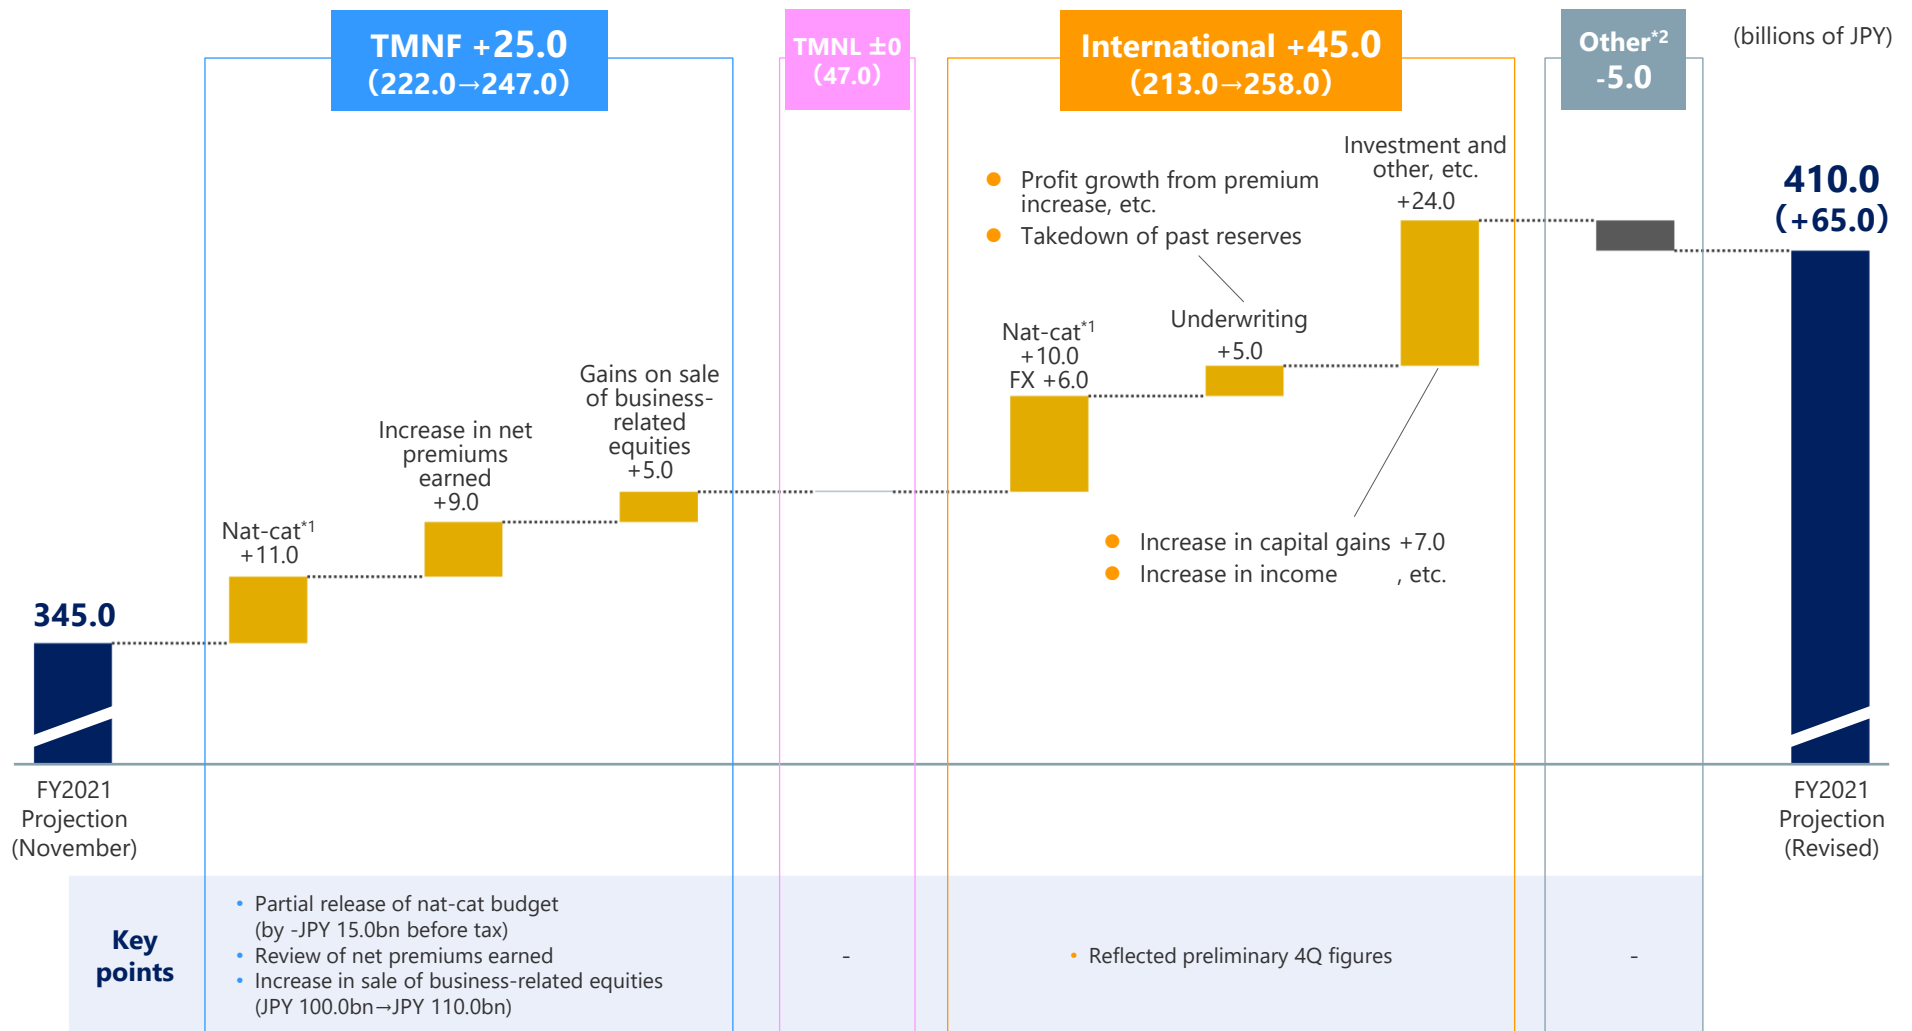 TMNF +25.0
(222.0→247.0)
TMNL ±0
(47.0)
International +45.0
(213.0→258.0)
Other*2
-5.0
(billions of JPY)
345.0
Nat-cat*1
+11.0
Increase in net
premiums
earned
+9.0
Gains on sale
of business-
related
equities
+5.0
● Profit growth from premium
increase, etc.
● Takedown of past reserves
Nat-cat*1
+10.0
FX +6.0
Underwriting
+5.0
Investment and
other, etc.
+24.0
● Increase in capital gains +7.0
● Increase in income , etc.
410.0
(+65.0)
FY2021
Projection
(November)
FY2021
Projection
(Revised)
Key
points
• Partial release of nat-cat budget
(by -JPY 15.0bn before tax)
• Review of net premiums earned
• Increase in sale of business-related equities
(JPY 100.0bn→JPY 110.0bn)
-
• Reflected preliminary 4Q figures
-